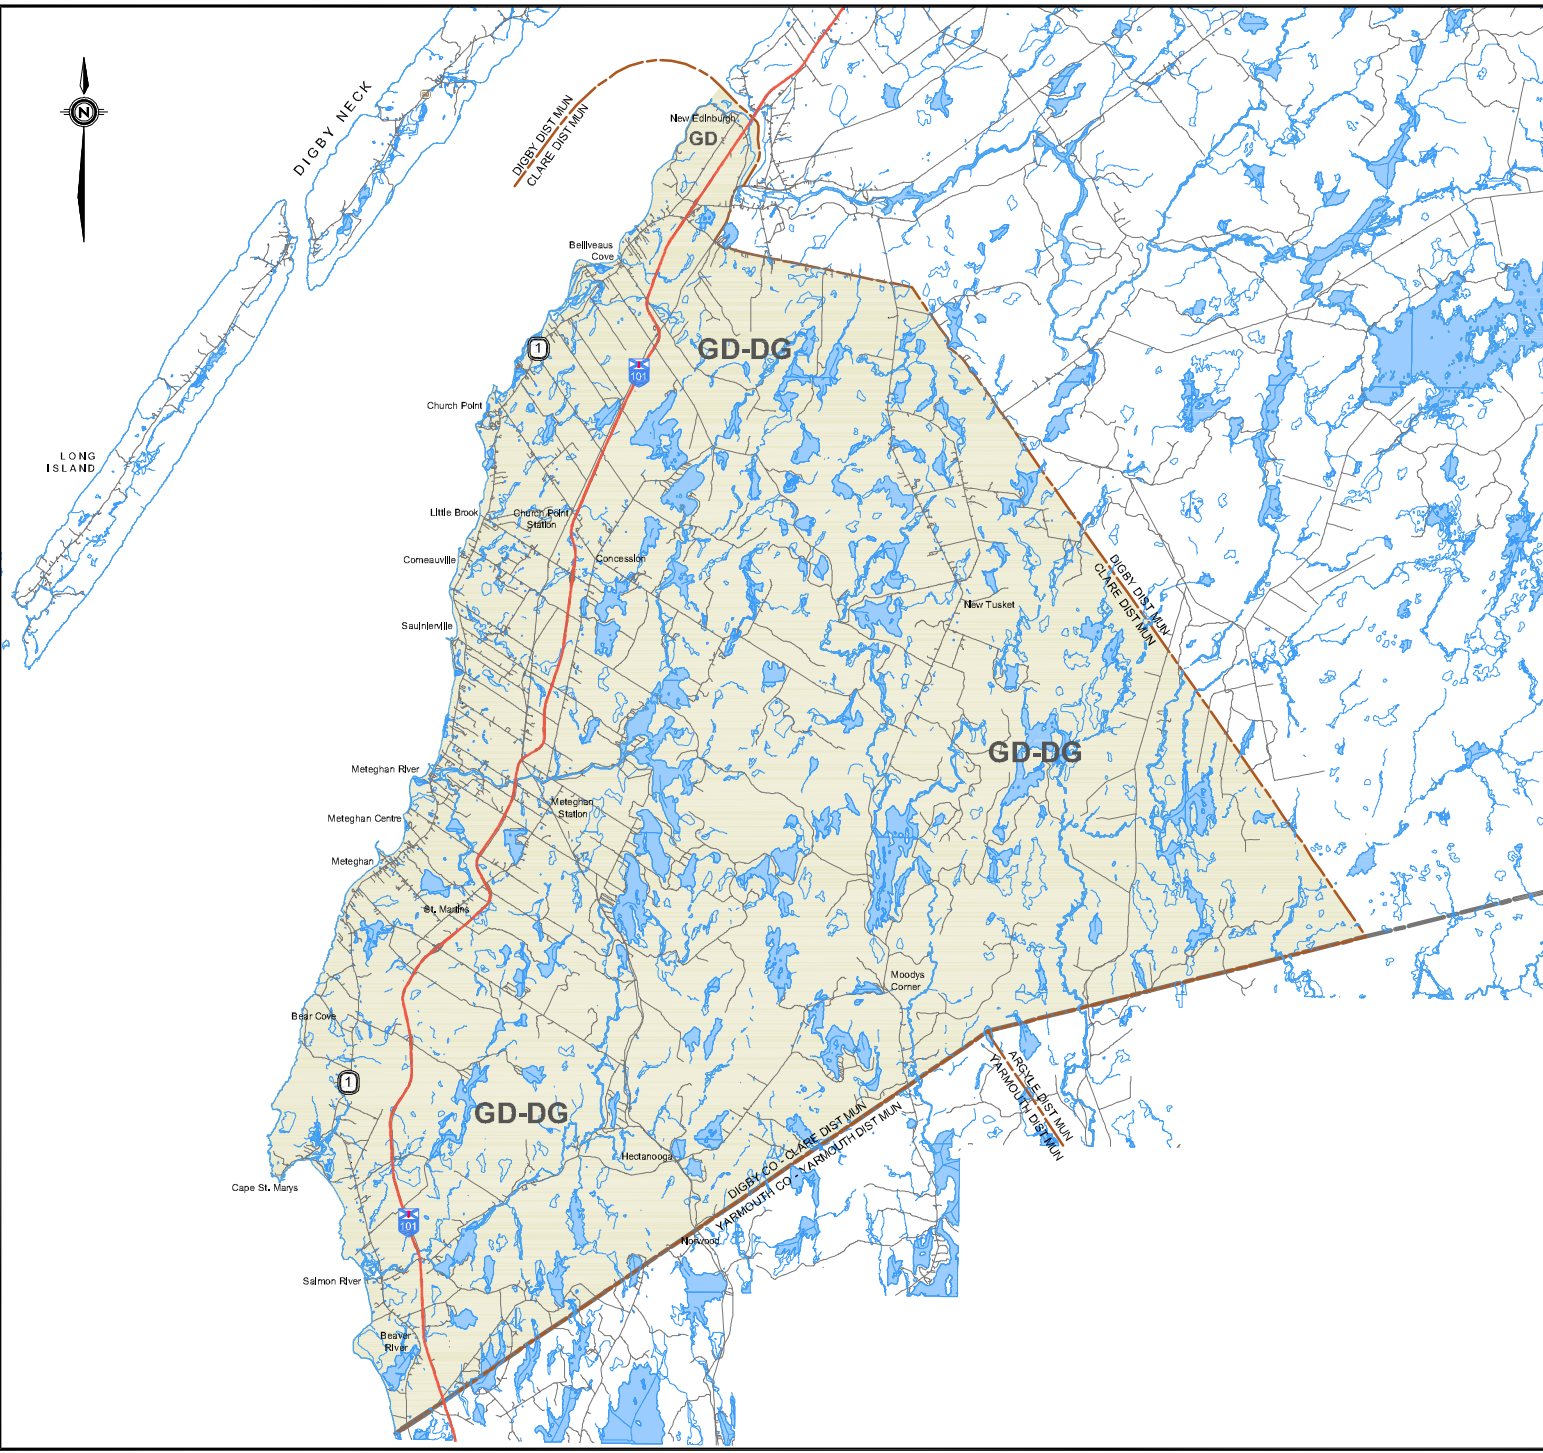 N
DIGBY NECK
DIGBY DIST MUN
CLARE DIST MUN
New Edinburgh
GD
Belliveaus
Cove
1
GD-DG
101
Church Point
LONG
ISLAND
Little Brook
Church Point
Station
Comeauville
Concession
DIGBY DIST MUN
CLARE DIST MUN
New Tusket
Saulnierville
GD-DG
Meteghan River
Meteghan
Station
Meteghan Centre
Meteghan
St. Martins
Moodys
Corner
Bear Cove
1
ARGYLE DIST MUN
YARMOUTH DIST MUN
GD-DG
DIGBY CO - CLARE DIST MUN
YARMOUTH CO - YARMOUTH DIST MUN
Hectanooga
Cape St. Marys
101
Norwood
Salmon River
Beaver
River